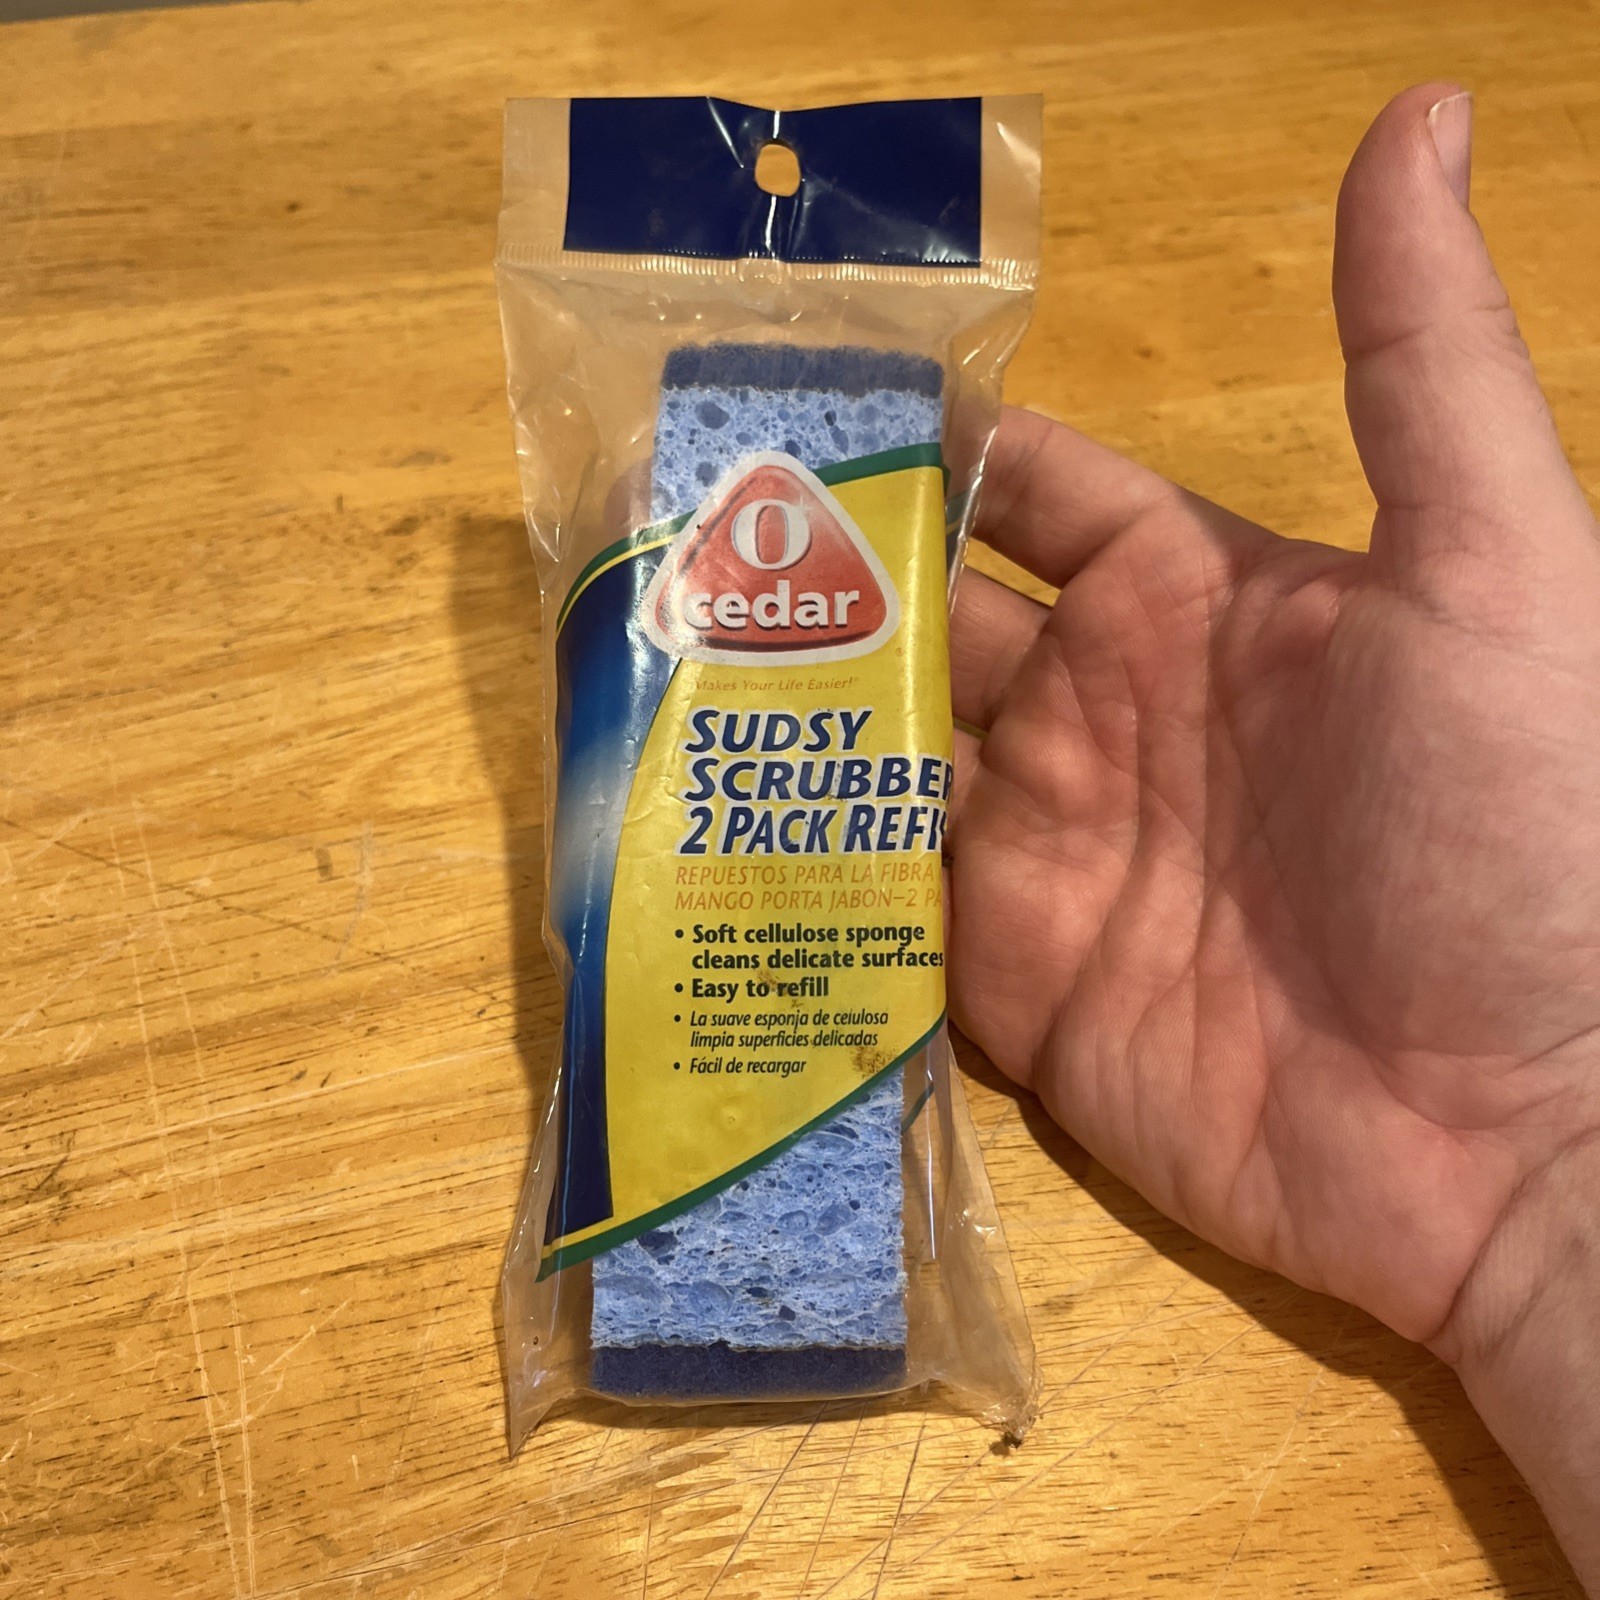 O
cedar
Makes Your Life Easier!®
SUDSY
SCRUBBER
2 PACK REFI
REPUESTOS PARA LA FIBRA
MANGO PORTA JABON–2 PA
• Soft cellulose sponge
cleans delicate surfaces
• Easy to refill
• La suave esponja de celulosa
limpia superficies delicadas
• Fácil de recargar